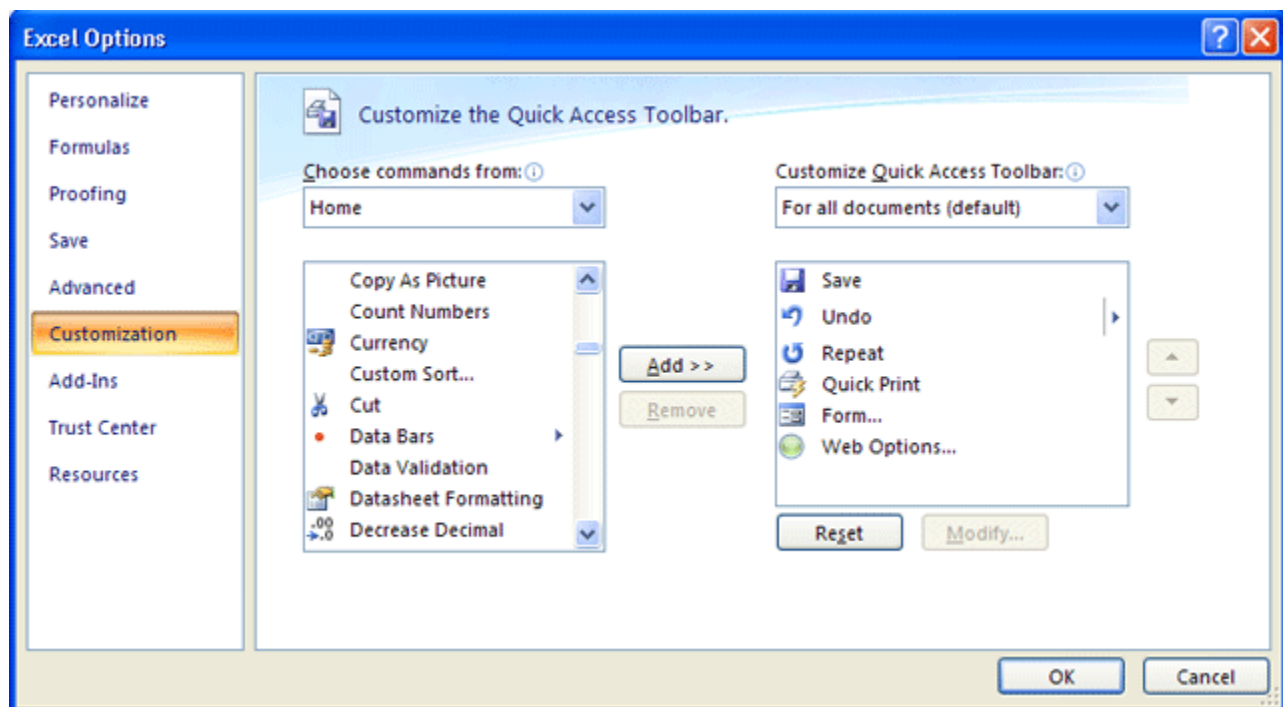 Excel Options
Personalize
Formulas
Proofing
Save
Advanced
Customization
Add-Ins
Trust Center
Resources
Customize the Quick Access Toolbar.
Choose commands from:
Home
Copy As Picture
Count Numbers
Currency
Custom Sort...
Cut
Data Bars
Data Validation
Datasheet Formatting
.00 .0 Decrease Decimal
Add >>
Remove
Customize Quick Access Toolbar:
For all documents (default)
Save
Undo
Repeat
Quick Print
Form...
Web Options...
Reset
Modify...
OK
Cancel